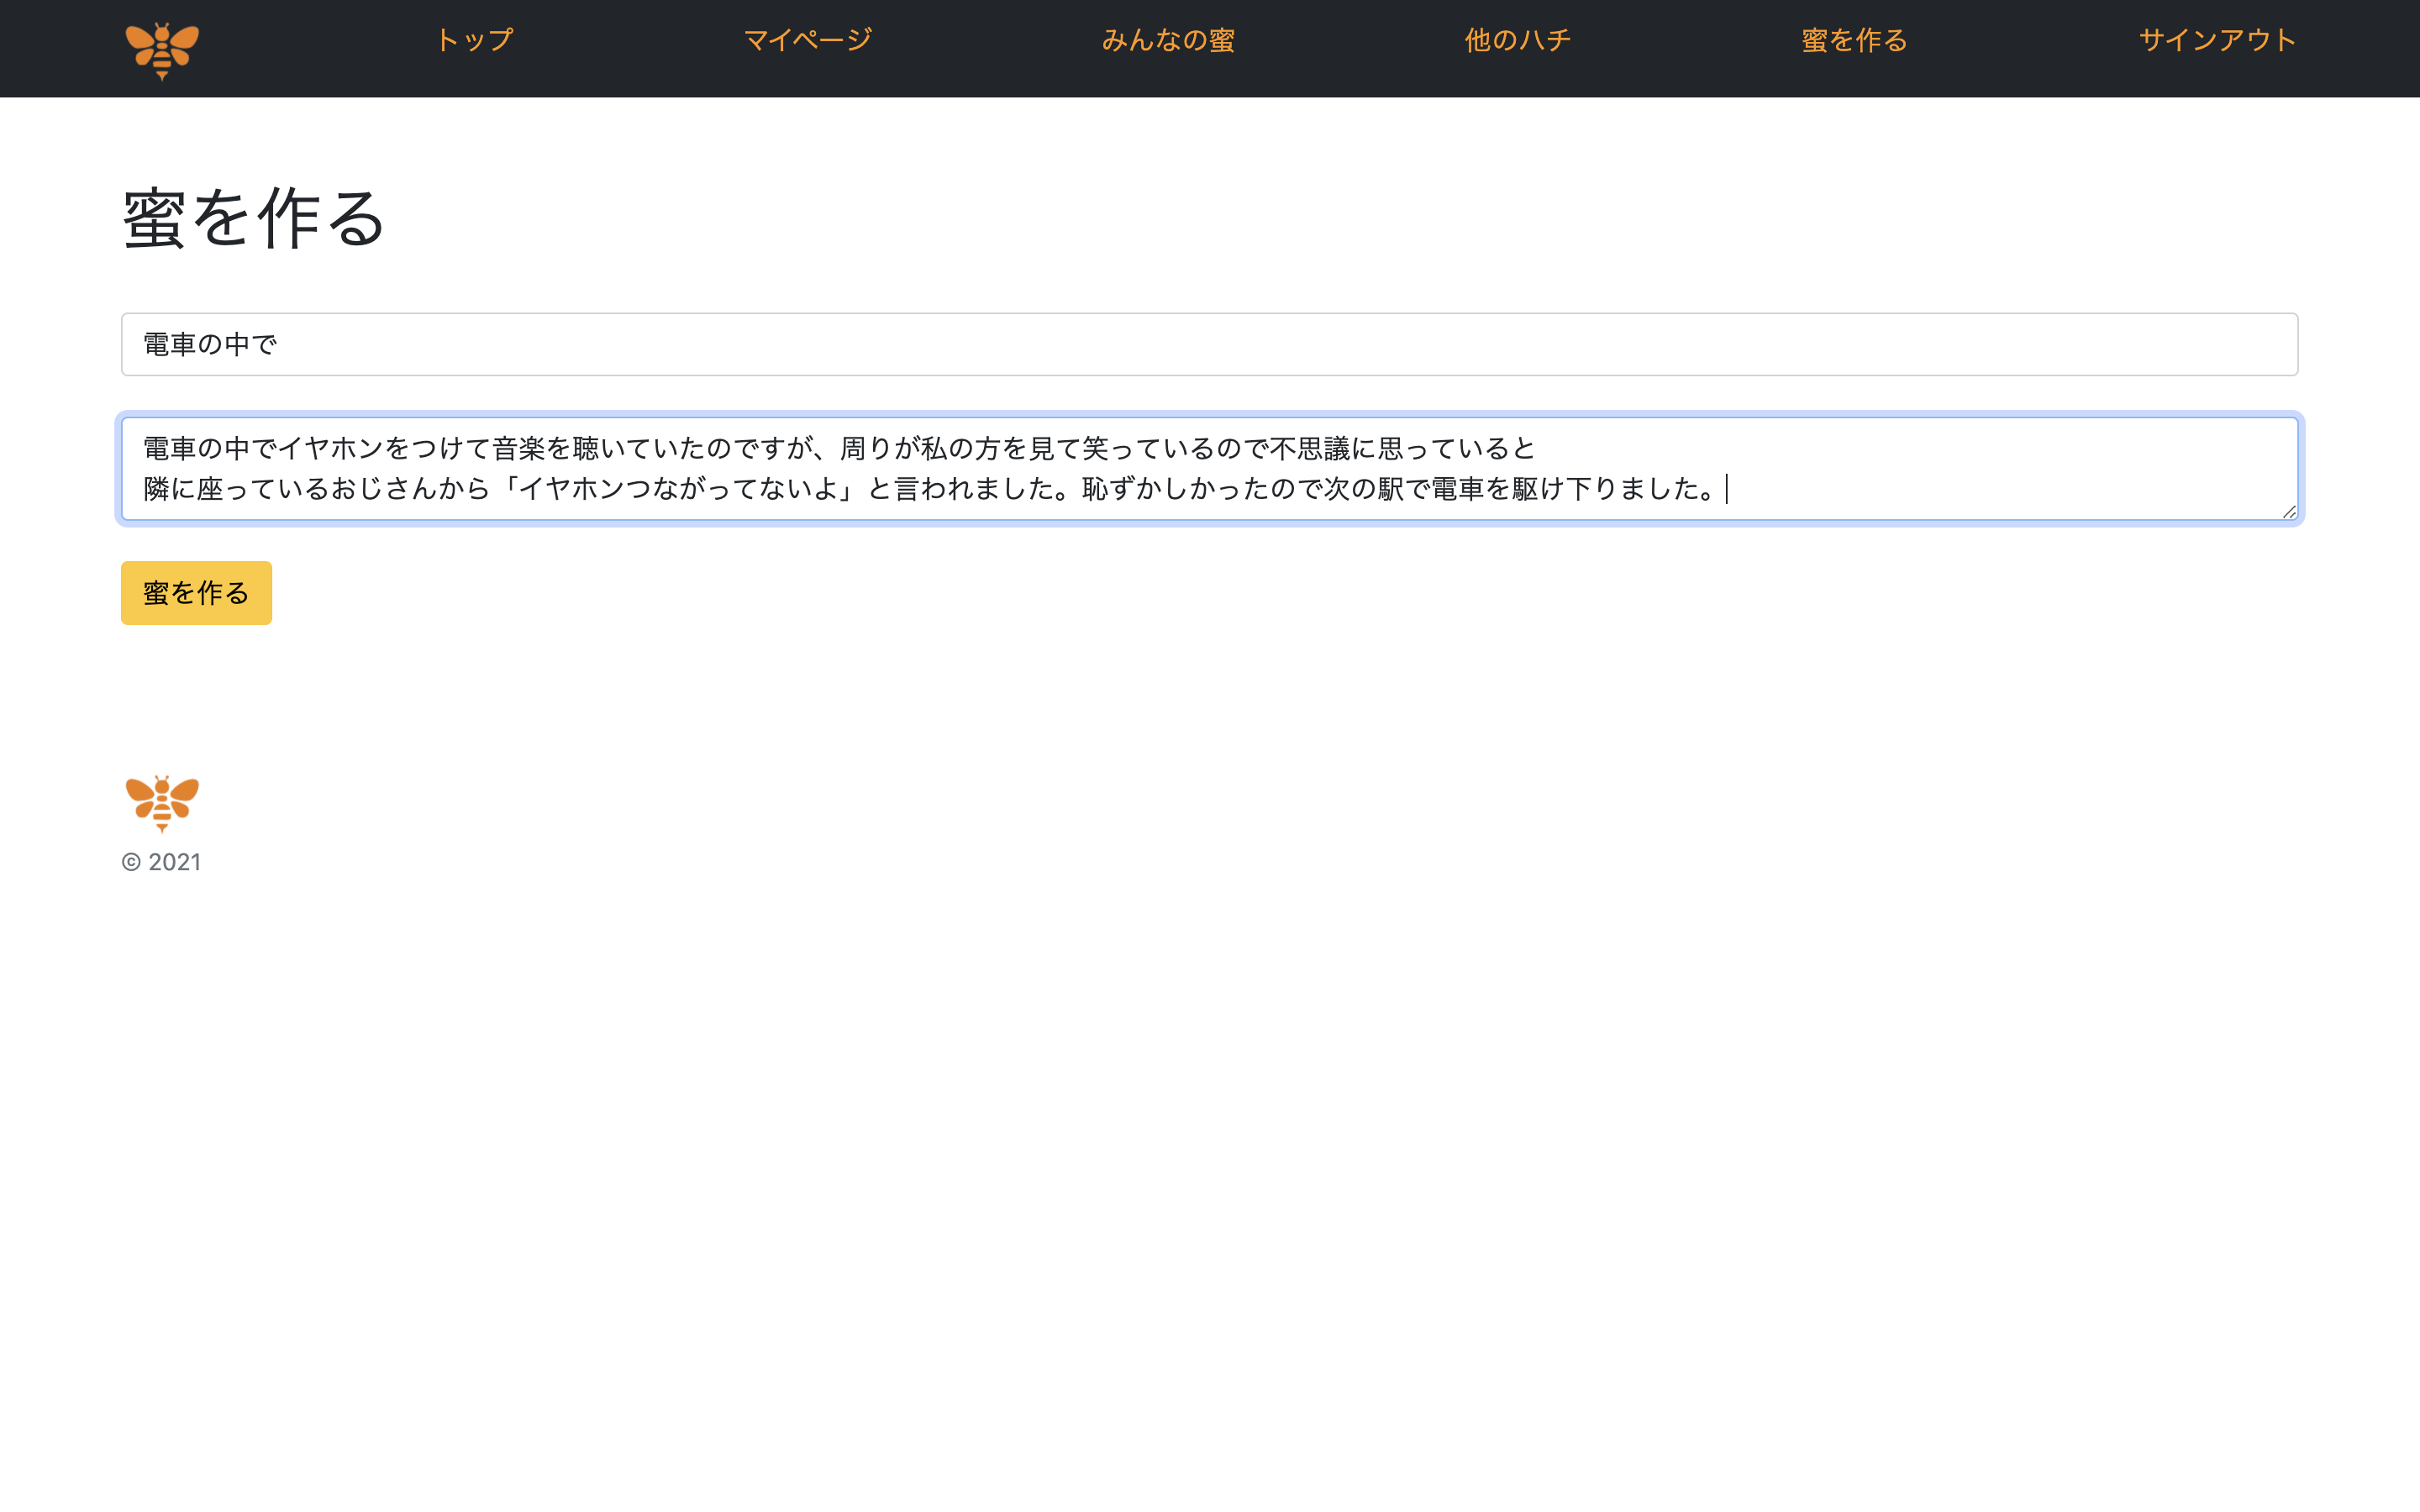 トップ マイページ みんなの蜜 他のハチ 蜜を作る サインアウト
蜜を作る
電車の中で
電車の中でイヤホンをつけて音楽を聴いていたのですが、周りが私の方を見て笑っているので不思議に思っていると
隣に座っているおじさんから「イヤホンつながってないよ」と言われました。恥ずかしかったので次の駅で電車を駆け下りました。
蜜を作る
© 2021